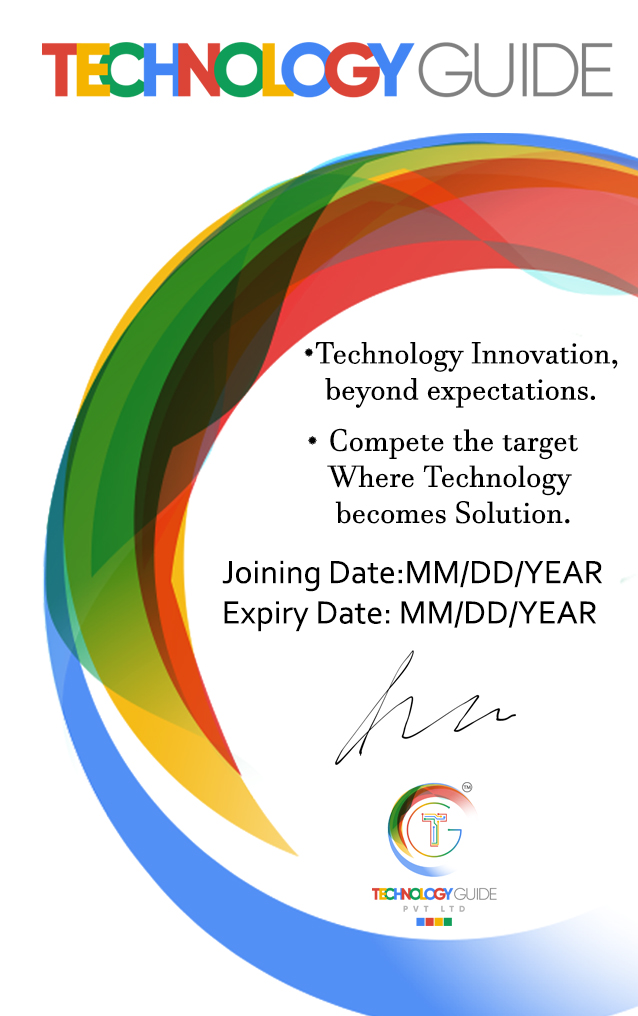 TECHNOLOGY GUIDE
•Technology Innovation,
beyond expectations.
• Compete the target
Where Technology
becomes Solution.
Joining Date:MM/DD/YEAR
Expiry Date: MM/DD/YEAR
TM
TG
TECHNOLOGY GUIDE
PVT LTD